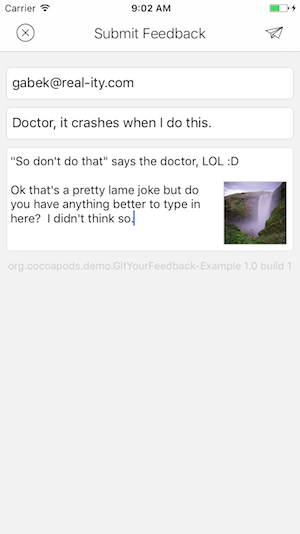 Carrier 9:02 AM
Submit Feedback
gabek@real-ity.com
Doctor, it crashes when I do this.
"So don't do that" says the doctor, LOL :D
Ok that's a pretty lame joke but do
you have anything better to type in
here?  I didn't think so.
org.cocoapods.demo.GitYourFeedback-Example 1.0 build 1